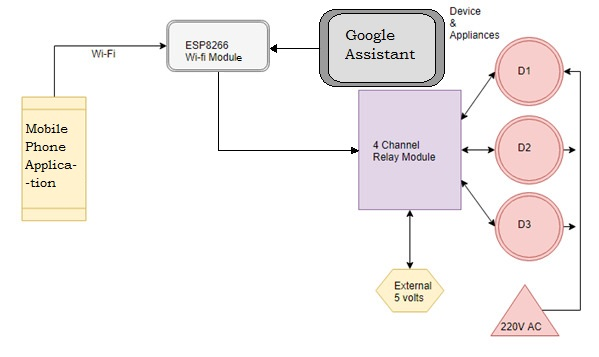 Device
&
Appliances
Google
Assistant
ESP8266
Wi-fi Module
Wi-Fi
D1
Mobile
Phone
Applica-
-tion
4 Channel
Relay Module
D2
D3
External
5 volts
220V AC